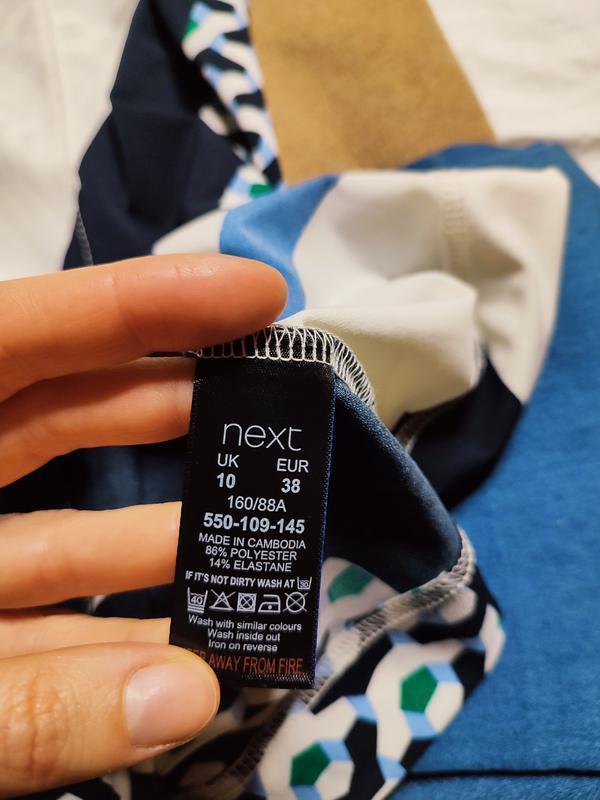 next
UK EUR
10 38
160/88A
550-109-145
MADE IN CAMBODIA
86% POLYESTER
14% ELASTANE
IF IT'S NOT DIRTY WASH AT 30
40
Wash with similar colours
Wash inside out
Iron on reverse
AWAY FROM FIRE